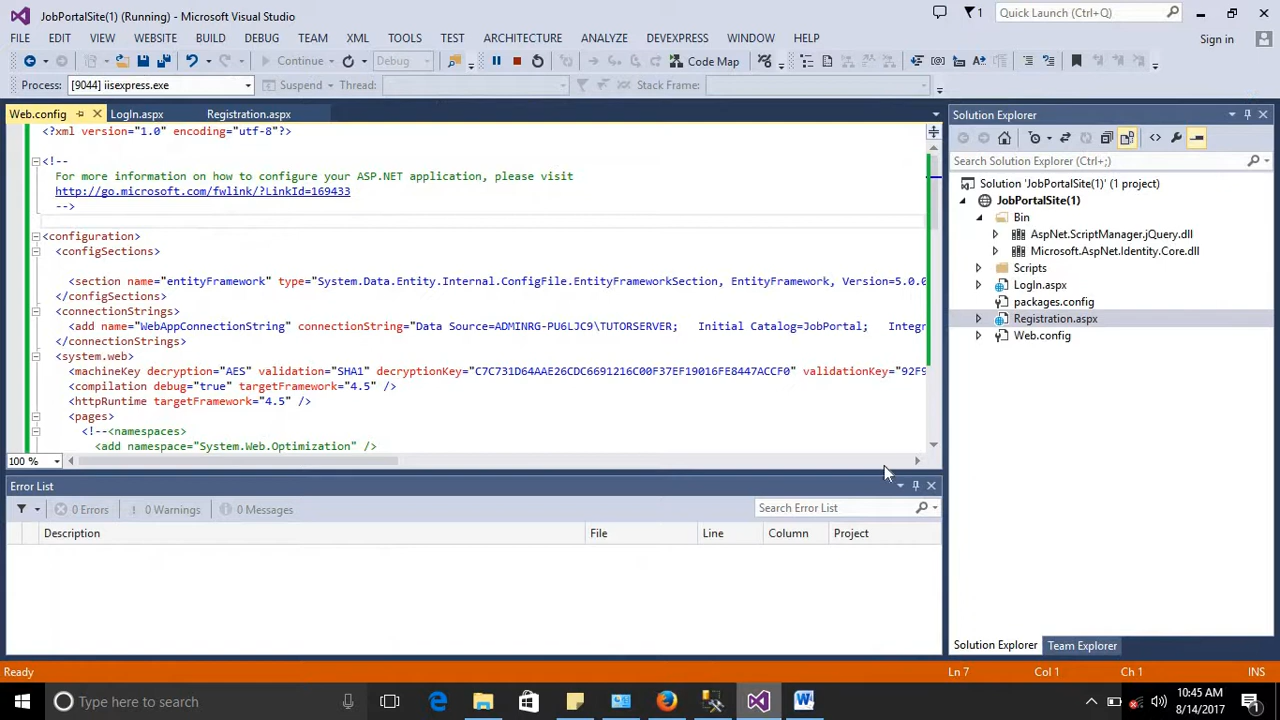 JobPortalSite(1) (Running) - Microsoft Visual Studio
1
Quick Launch (Ctrl+Q)
FILE EDIT VIEW WEBSITE BUILD DEBUG TEAM XML TOOLS TEST ARCHITECTURE ANALYZE DEVEXPRESS WINDOW HELP
Sign in
Continue Debug Code Map
Process: [9044] iisexpress.exe Suspend Thread: Stack Frame:
Web.config LogIn.aspx Registration.aspx
<?xml version="1.0" encoding="utf-8"?>
<!--
For more information on how to configure your ASP.NET application, please visit
http://go.microsoft.com/fwlink/?LinkId=169433
-->
<configuration>
<configSections>
<section name="entityFramework" type="System.Data.Entity.Internal.ConfigFile.EntityFrameworkSection, EntityFramework, Version=5.0.0
</configSections>
<connectionStrings>
<add name="WebAppConnectionString" connectionString="Data Source=ADMINRG-PU6LJC9\TUTORSERVER; Initial Catalog=JobPortal; Integr
</connectionStrings>
<system.web>
<machineKey decryption="AES" validation="SHA1" decryptionKey="C7C731D64AAE26CDC6691216C00F37EF19016FE8447ACCF0" validationKey="92F9
<compilation debug="true" targetFramework="4.5" />
<httpRuntime targetFramework="4.5" />
<pages>
<!--<namespaces>
<add namespace="System.Web.Optimization" />
100 %
Error List
0 Errors 0 Warnings 0 Messages
Search Error List
Description File Line Column Project
Solution Explorer
Search Solution Explorer (Ctrl+;)
Solution 'JobPortalSite(1)' (1 project)
JobPortalSite(1)
Bin
AspNet.ScriptManager.jQuery.dll
Microsoft.AspNet.Identity.Core.dll
Scripts
LogIn.aspx
packages.config
Registration.aspx
Web.config
Solution Explorer Team Explorer
Ready Ln 7 Col 1 Ch 1 INS
Type here to search
10:45 AM
8/14/2017
1